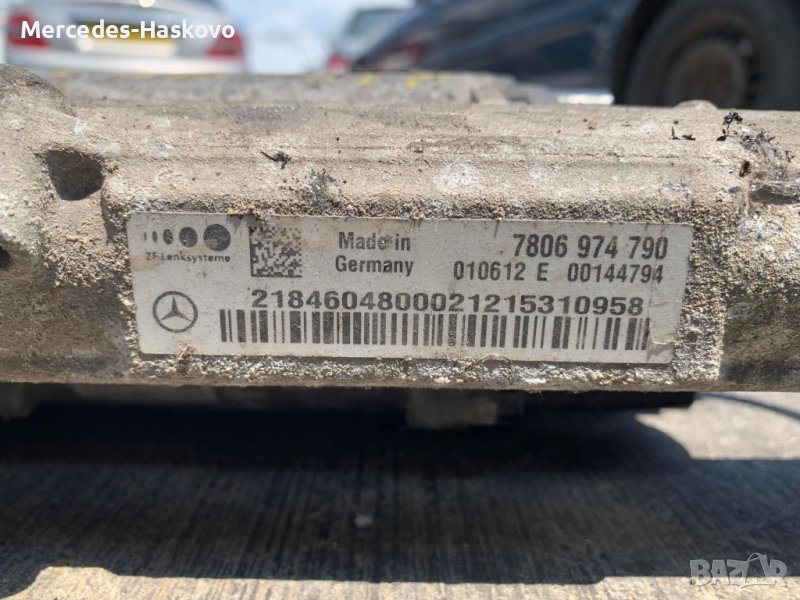 Mercedes-Haskovo
ZF-Lenksysteme
Made in
Germany
7806 974 790
010612 E 00144794
2184604800021215310958
BAZAR